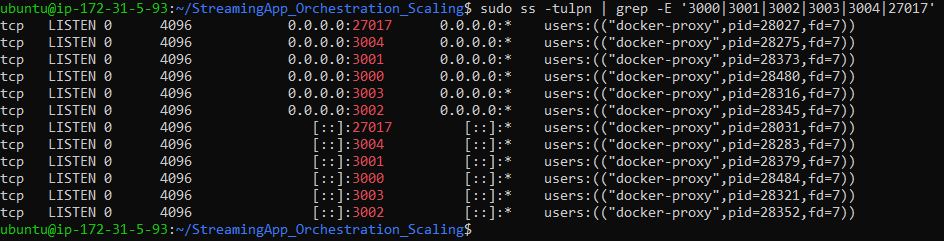 ubuntu@ip-172-31-5-93:~/StreamingApp_Orchestration_Scaling$ sudo ss -tulpn | grep -E '3000|3001|3002|3003|3004|27017'
tcp   LISTEN 0      4096            0.0.0.0:27017      0.0.0.0:*    users:(("docker-proxy",pid=28027,fd=7))
tcp   LISTEN 0      4096            0.0.0.0:3004       0.0.0.0:*    users:(("docker-proxy",pid=28275,fd=7))
tcp   LISTEN 0      4096            0.0.0.0:3001       0.0.0.0:*    users:(("docker-proxy",pid=28373,fd=7))
tcp   LISTEN 0      4096            0.0.0.0:3000       0.0.0.0:*    users:(("docker-proxy",pid=28480,fd=7))
tcp   LISTEN 0      4096            0.0.0.0:3003       0.0.0.0:*    users:(("docker-proxy",pid=28316,fd=7))
tcp   LISTEN 0      4096            0.0.0.0:3002       0.0.0.0:*    users:(("docker-proxy",pid=28345,fd=7))
tcp   LISTEN 0      4096               [::]:27017         [::]:*    users:(("docker-proxy",pid=28031,fd=7))
tcp   LISTEN 0      4096               [::]:3004          [::]:*    users:(("docker-proxy",pid=28283,fd=7))
tcp   LISTEN 0      4096               [::]:3001          [::]:*    users:(("docker-proxy",pid=28379,fd=7))
tcp   LISTEN 0      4096               [::]:3000          [::]:*    users:(("docker-proxy",pid=28484,fd=7))
tcp   LISTEN 0      4096               [::]:3003          [::]:*    users:(("docker-proxy",pid=28321,fd=7))
tcp   LISTEN 0      4096               [::]:3002          [::]:*    users:(("docker-proxy",pid=28352,fd=7))
ubuntu@ip-172-31-5-93:~/StreamingApp_Orchestration_Scaling$